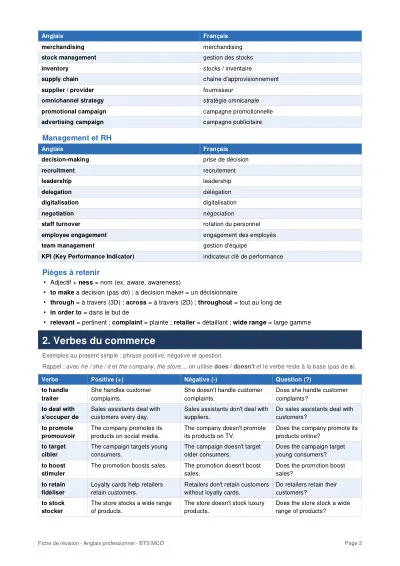 Anglais Français
merchandising merchandising
stock management gestion des stocks
inventory stocks / inventaire
supply chain chaîne d'approvisionnement
supplier / provider fournisseur
omnichannel strategy stratégie omnicanale
promotional campaign campagne promotionnelle
advertising campaign campagne publicitaire
Management et RH
Anglais Français
decision-making prise de décision
recruitment recrutement
leadership leadership
delegation délégation
digitalisation digitalisation
negotiation négociation
staff turnover rotation du personnel
employee engagement engagement des employés
team management gestion d'équipe
KPI (Key Performance Indicator) indicateur clé de performance
Pièges à retenir
• Adjectif + ness = nom (ex. aware, awareness)
• to make a decision (pas do) ; a decision maker = un décisionnaire
• through = à travers (3D) ; across = à travers (2D) ; throughout = tout au long de
• in order to = dans le but de
• relevant = pertinent ; complaint = plainte ; retailer = détaillant ; wide range = large gamme
2. Verbes du commerce
Exemples au present simple : phrase positive, négative et question.
Rappel : avec he / she / it et the company, the store... on utilise does / doesn't et le verbe reste à la base (pas de s).
Verbe Positive (+) Négative (-) Question (?)
to handle She handles customer She doesn't handle customer Does she handle customer
traiter complaints. complaints. complaints?
to deal with Sales assistants deal with Sales assistants don't deal with Do sales assistants deal with
s'occuper de customers every day. suppliers. customers?
to promote The company promotes its The company doesn't promote Does the company promote its
promouvoir products on social media. its products on TV. products online?
to target The campaign targets young The campaign doesn't target Does the campaign target
cibler consumers. older consumers. young consumers?
to boost The promotion boosts sales. The promotion doesn't boost Does the promotion boost
stimuler sales. sales?
to retain Loyalty cards help retailers Retailers don't retain customers Do retailers retain their
fidéliser retain customers. without loyalty cards. customers?
to stock The store stocks a wide range The store doesn't stock luxury Does the store stock a wide
stocker of products. products. range of products?
Fiche de révision - Anglais professionnel - BTS MCO Page 2